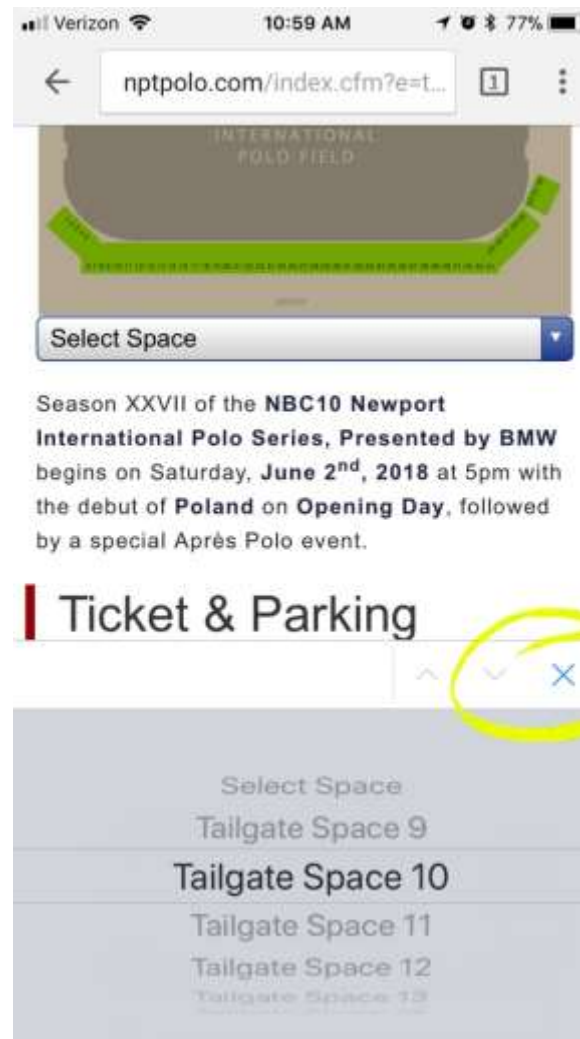 Verizon 10:59 AM 77%
nptpolo.com/index.cfm?e=t... 1
INTERNATIONAL
POLO FIELD
Select Space
Season XXVII of the NBC10 Newport
International Polo Series, Presented by BMW
begins on Saturday, June 2nd, 2018 at 5pm with
the debut of Poland on Opening Day, followed
by a special Après Polo event.
Ticket & Parking
Select Space
Tailgate Space 9
Tailgate Space 10
Tailgate Space 11
Tailgate Space 12
Tailgate Space 13